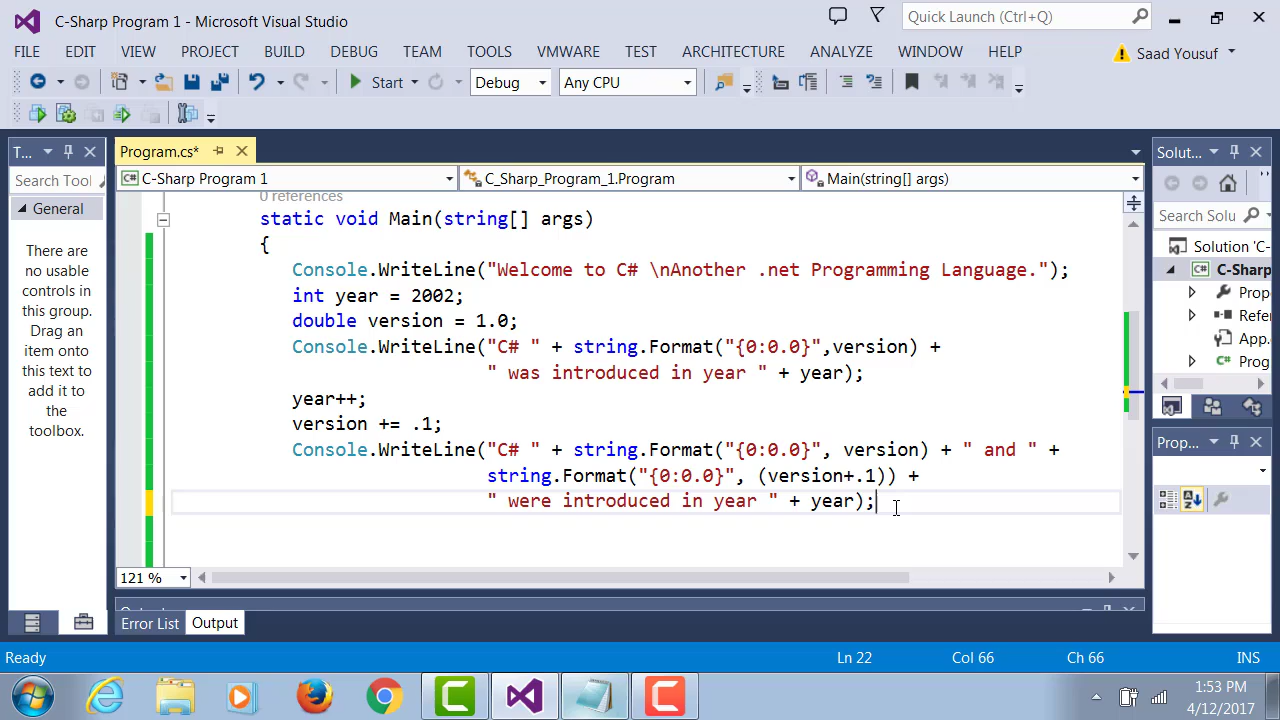 C-Sharp Program 1 - Microsoft Visual Studio
Quick Launch (Ctrl+Q)
FILE EDIT VIEW PROJECT BUILD DEBUG TEAM TOOLS VMWARE TEST ARCHITECTURE ANALYZE WINDOW HELP Saad Yousuf
Start Debug Any CPU
T... Program.cs* Solut...
Search Tool C# C-Sharp Program 1 C_Sharp_Program_1.Program Main(string[] args)
General
There are
no usable
controls in
this group.
Drag an
item onto
this text to
add it to
the
toolbox.
0 references
static void Main(string[] args)
{
Console.WriteLine("Welcome to C# \nAnother .net Programming Language.");
int year = 2002;
double version = 1.0;
Console.WriteLine("C# " + string.Format("{0:0.0}",version) +
" was introduced in year " + year);
year++;
version += .1;
Console.WriteLine("C# " + string.Format("{0:0.0}", version) + " and " +
string.Format("{0:0.0}", (version+.1)) +
" were introduced in year " + year);
121 %
Search Solu
Solution 'C-
C# C-Sharp
Prop
Refer
App.
C# Prog
Prop...
Error List Output
Ready Ln 22 Col 66 Ch 66 INS
1:53 PM
4/12/2017